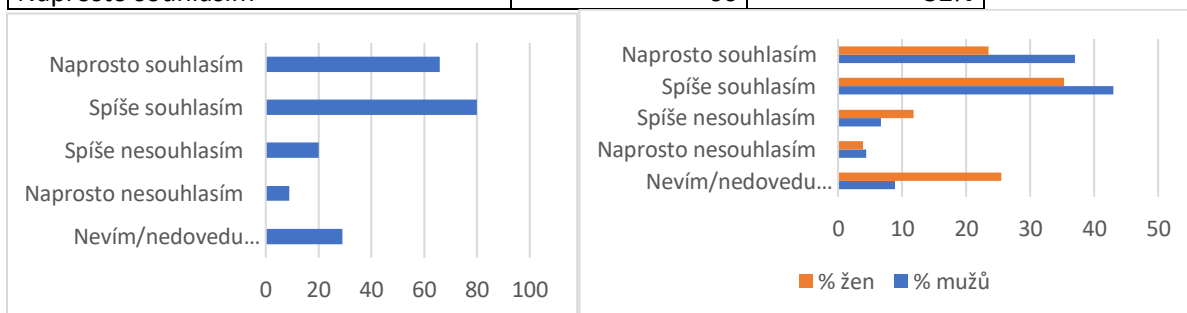 Naprosto souhlasím
Spíše souhlasím
Spíše nesouhlasím
Naprosto nesouhlasím
Nevím/nedovedu...
0 20 40 60 80 100
Naprosto souhlasím
Spíše souhlasím
Spíše nesouhlasím
Naprosto nesouhlasím
Nevím/nedovedu...
0 10 20 30 40 50
% žen % mužů